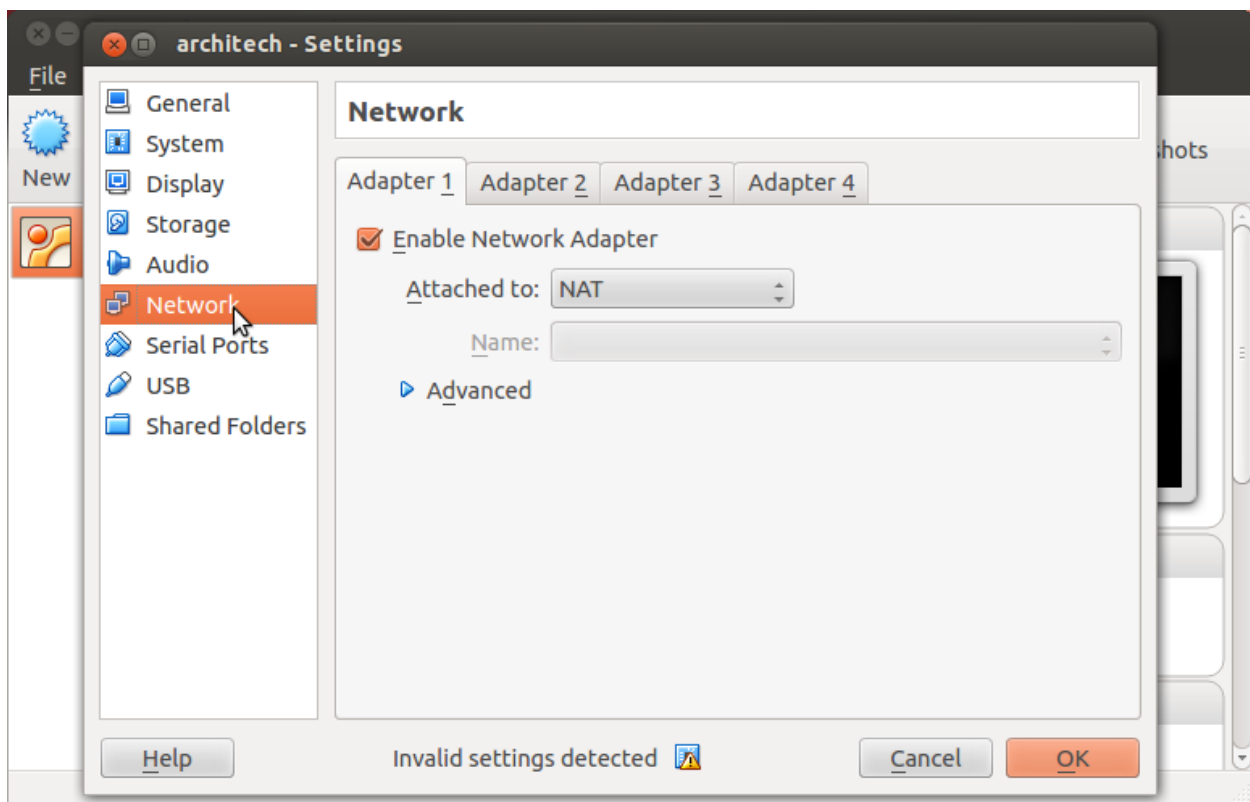 architech - Settings
File
New
hots
General
System
Display
Storage
Audio
Network
Serial Ports
USB
Shared Folders
Network
Adapter 1 Adapter 2 Adapter 3 Adapter 4
Enable Network Adapter
Attached to: NAT
Name:
Advanced
Help Invalid settings detected Cancel OK